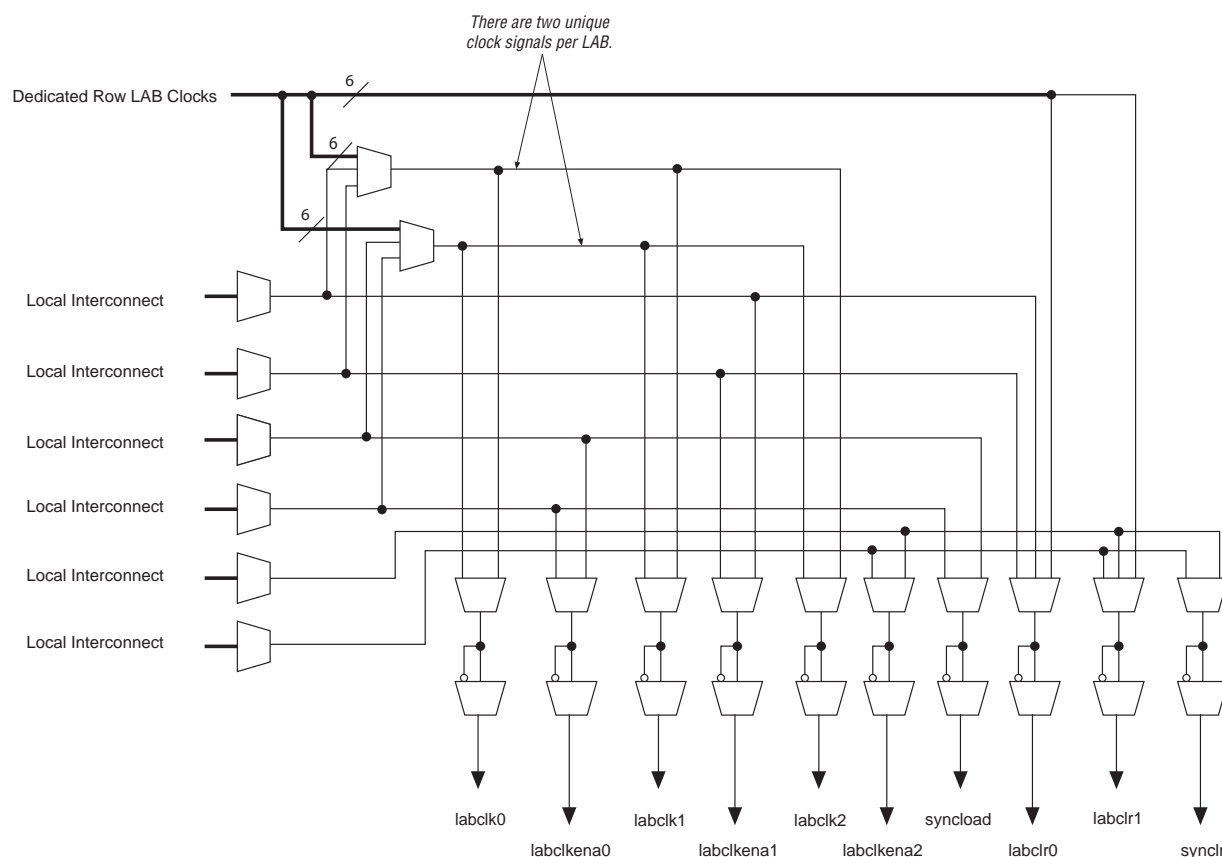 There are two unique
clock signals per LAB.
6
Dedicated Row LAB Clocks
6
6
Local Interconnect
Local Interconnect
Local Interconnect
Local Interconnect
Local Interconnect
Local Interconnect
labclk0
labclk1
labclk2
syncload
labclr1
labclkena0
labclkena1
labclkena2
labclr0
synclr